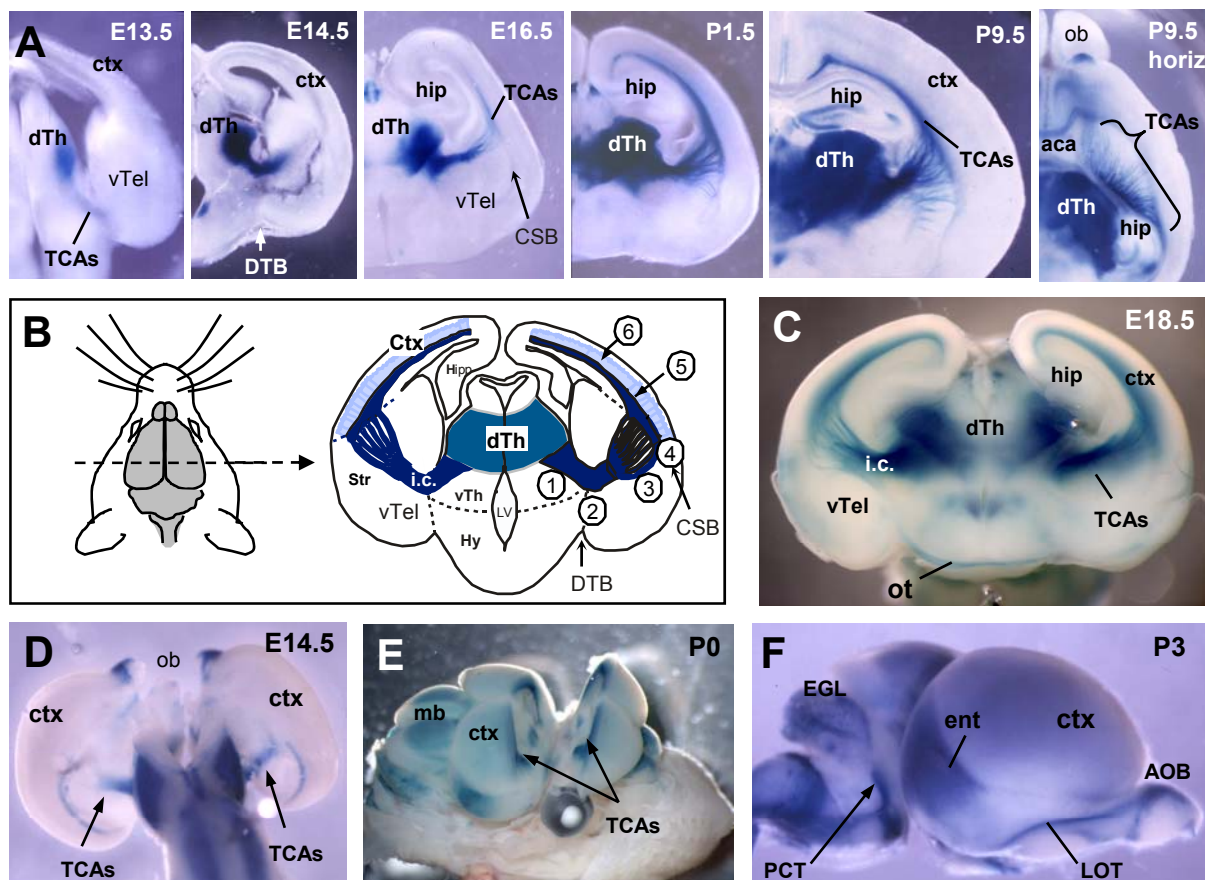 A
E13.5
ctx
dTh
vTel
TCAs
E14.5
ctx
dTh
DTB
E16.5
hip
TCAs
dTh
vTel
CSB
P1.5
hip
dTh
P9.5
ctx
hip
dTh
TCAs
ob
P9.5
horiz
TCAs
aca
dTh
hip
B
Ctx
Hipp
dTh
i.c.
Str
vTh
vTel
LV
Hy
1
2
3
4
5
6
CSB
DTB
C
E18.5
hip
ctx
dTh
i.c.
vTel
TCAs
ot
D
E14.5
ob
ctx
ctx
TCAs
TCAs
E
P0
mb
ctx
TCAs
F
P3
EGL
ent
ctx
AOB
PCT
LOT